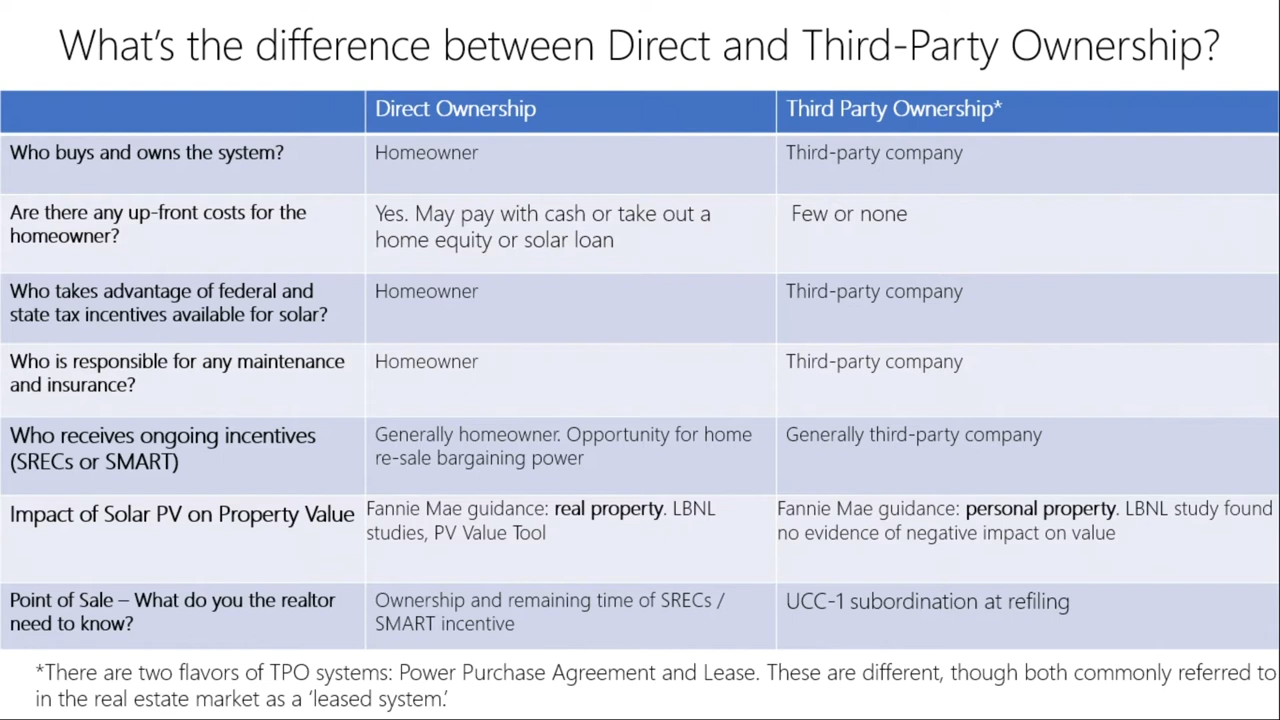 What's the difference between Direct and Third-Party Ownership?
Direct Ownership
Third Party Ownership*
Who buys and owns the system?
Homeowner
Third-party company
Are there any up-front costs for the
homeowner?
Yes. May pay with cash or take out a
home equity or solar loan
Few or none
Who takes advantage of federal and
state tax incentives available for solar?
Homeowner
Third-party company
Who is responsible for any maintenance
and insurance?
Homeowner
Third-party company
Who receives ongoing incentives
(SRECs or SMART)
Generally homeowner. Opportunity for home
re-sale bargaining power
Generally third-party company
Impact of Solar PV on Property Value
Fannie Mae guidance: real property. LBNL
studies, PV Value Tool
Fannie Mae guidance: personal property. LBNL study found
no evidence of negative impact on value
Point of Sale – What do you the realtor
need to know?
Ownership and remaining time of SRECs /
SMART incentive
UCC-1 subordination at refiling
*There are two flavors of TPO systems: Power Purchase Agreement and Lease. These are different, though both commonly referred to
in the real estate market as a 'leased system.'